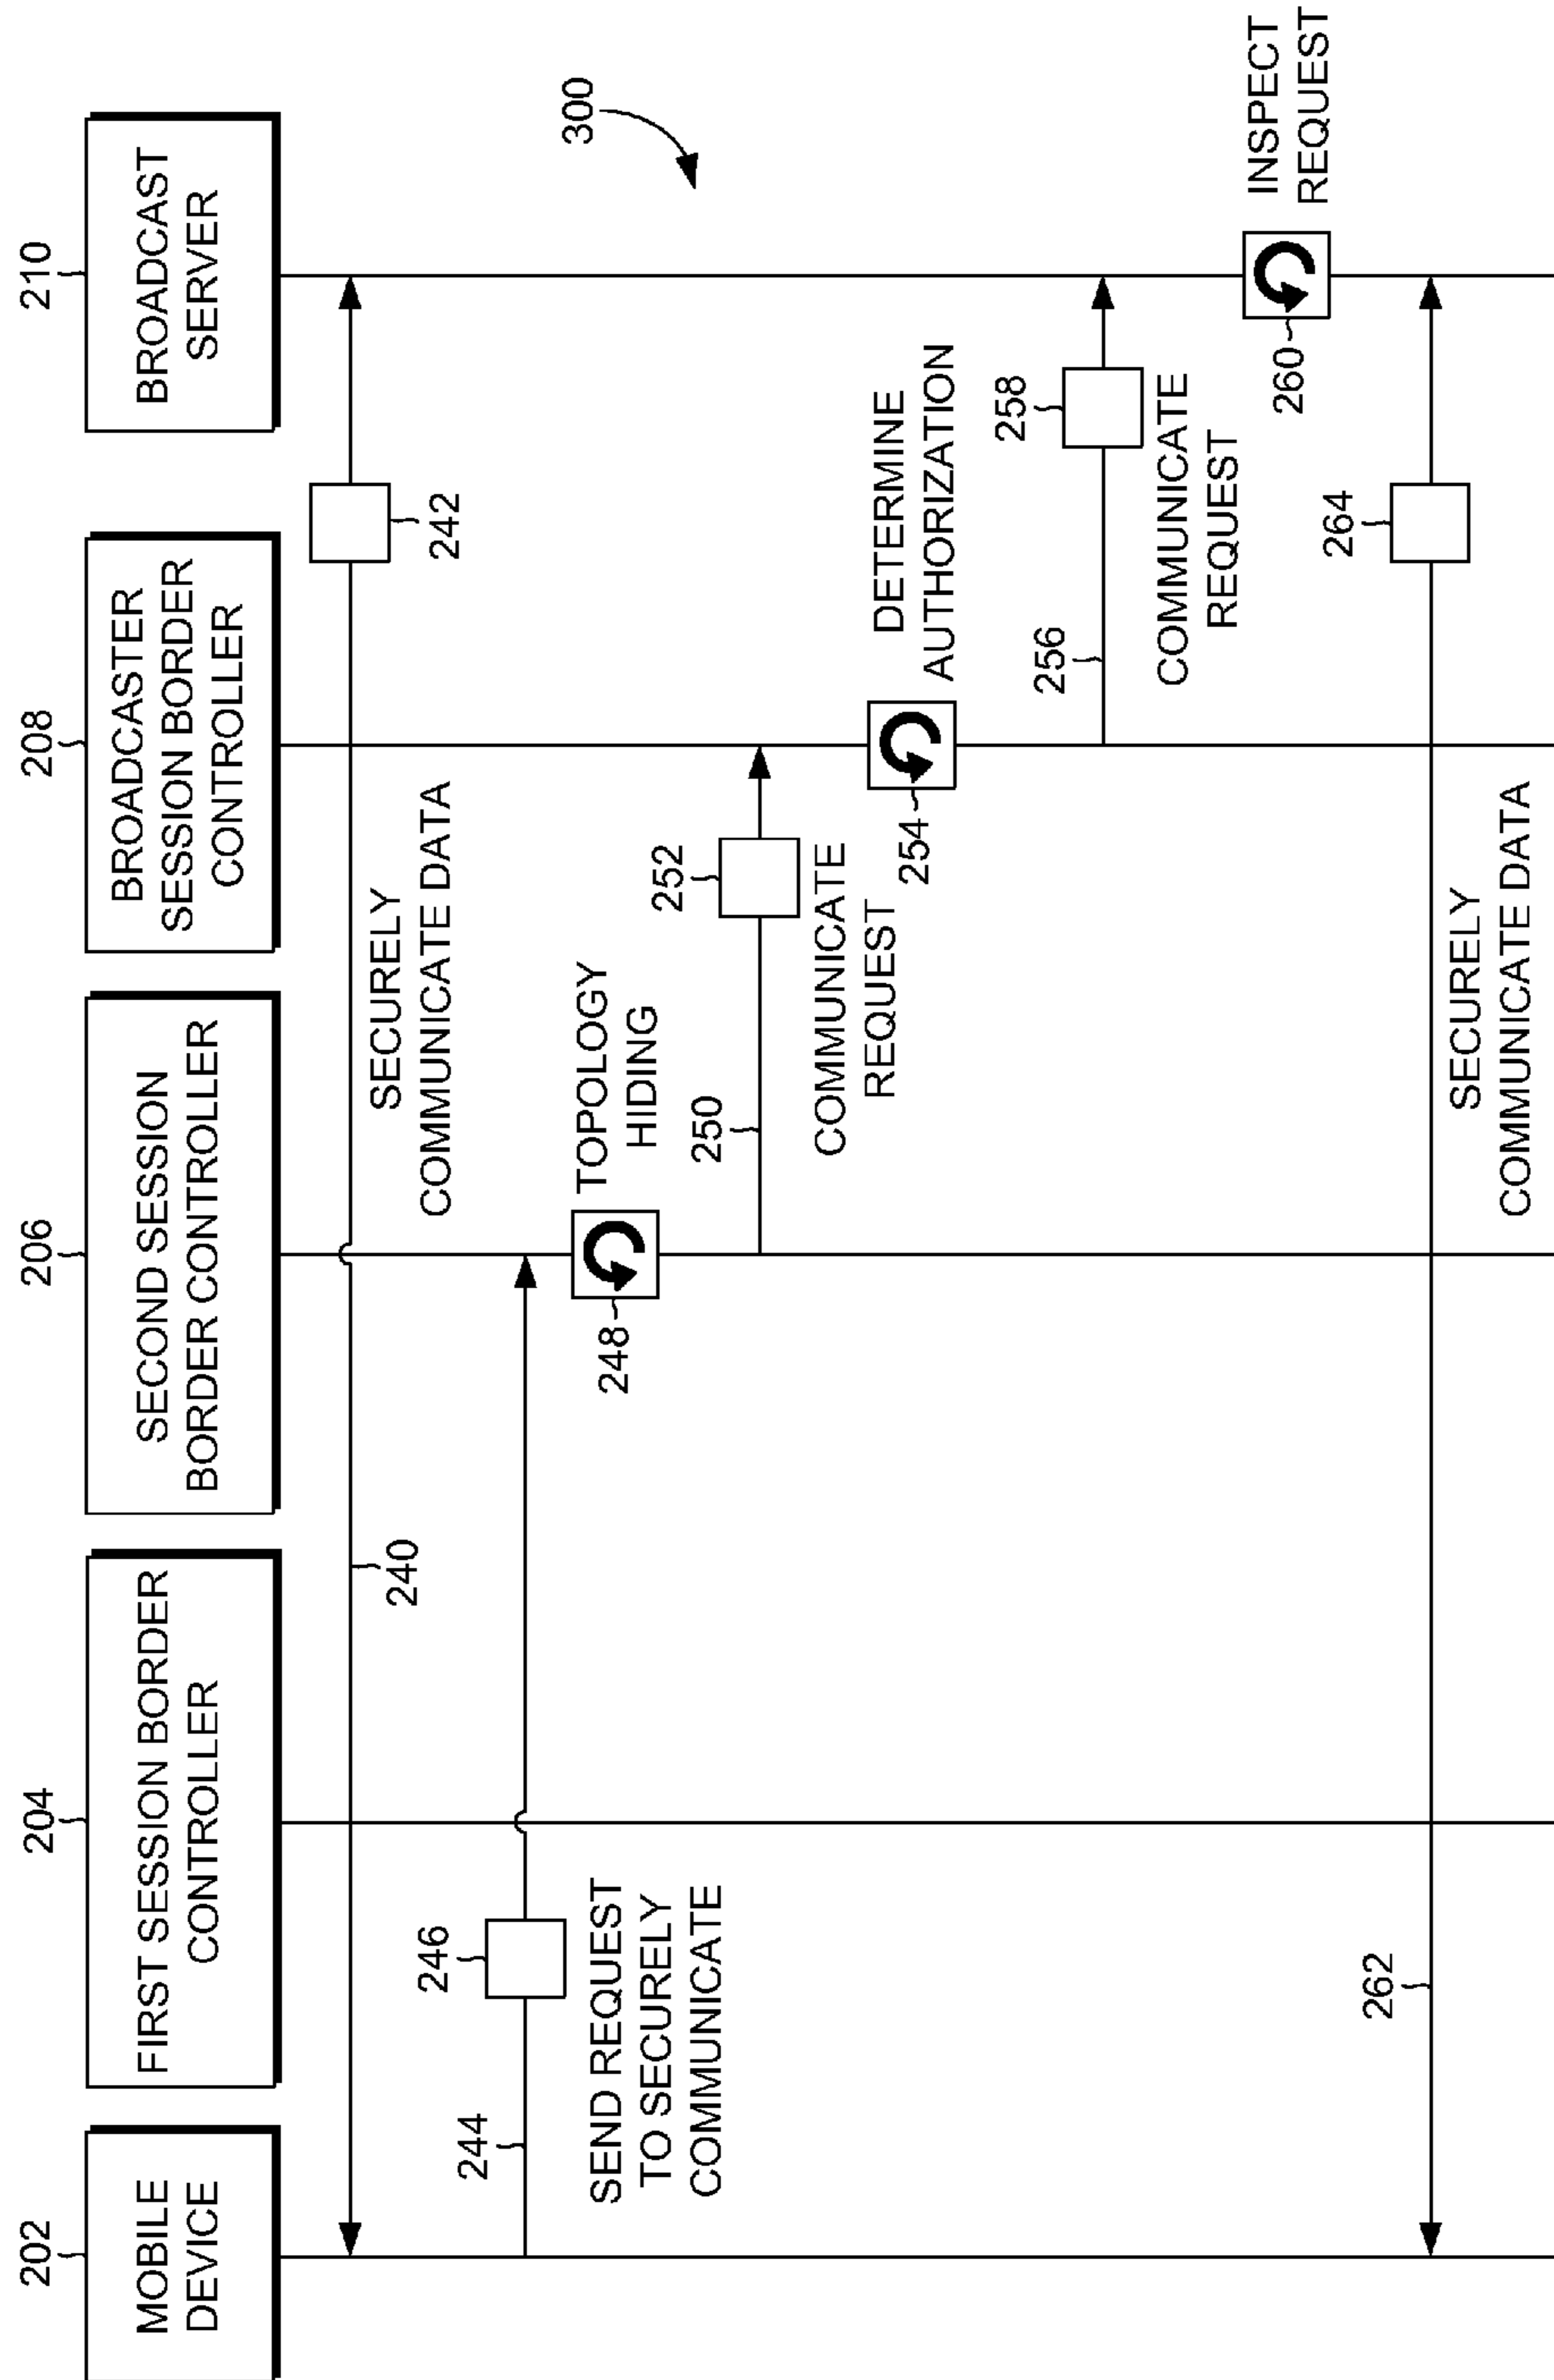 202
204
206
208
210
MOBILE
DEVICE
FIRST SESSION BORDER
CONTROLLER
SECOND SESSION
BORDER CONTROLLER
BROADCASTER
SESSION BORDER
CONTROLLER
BROADCAST
SERVER
240
242
SECURELY
COMMUNICATE DATA
244
246
SEND REQUEST
TO SECURELY
COMMUNICATE
300
248
TOPOLOGY
HIDING
250
252
COMMUNICATE
REQUEST
254
DETERMINE
AUTHORIZATION
256
258
COMMUNICATE
REQUEST
260
INSPECT
REQUEST
262
264
SECURELY
COMMUNICATE DATA